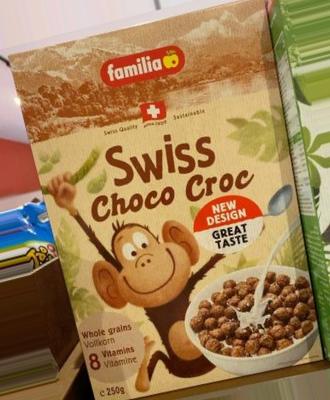 familia
Swiss Quality Sustainable
Swiss
Choco Croc
NEW
DESIGN
GREAT
TASTE
Whole grains
Vollkorn
8 Vitamins
Vitamine
e 250g